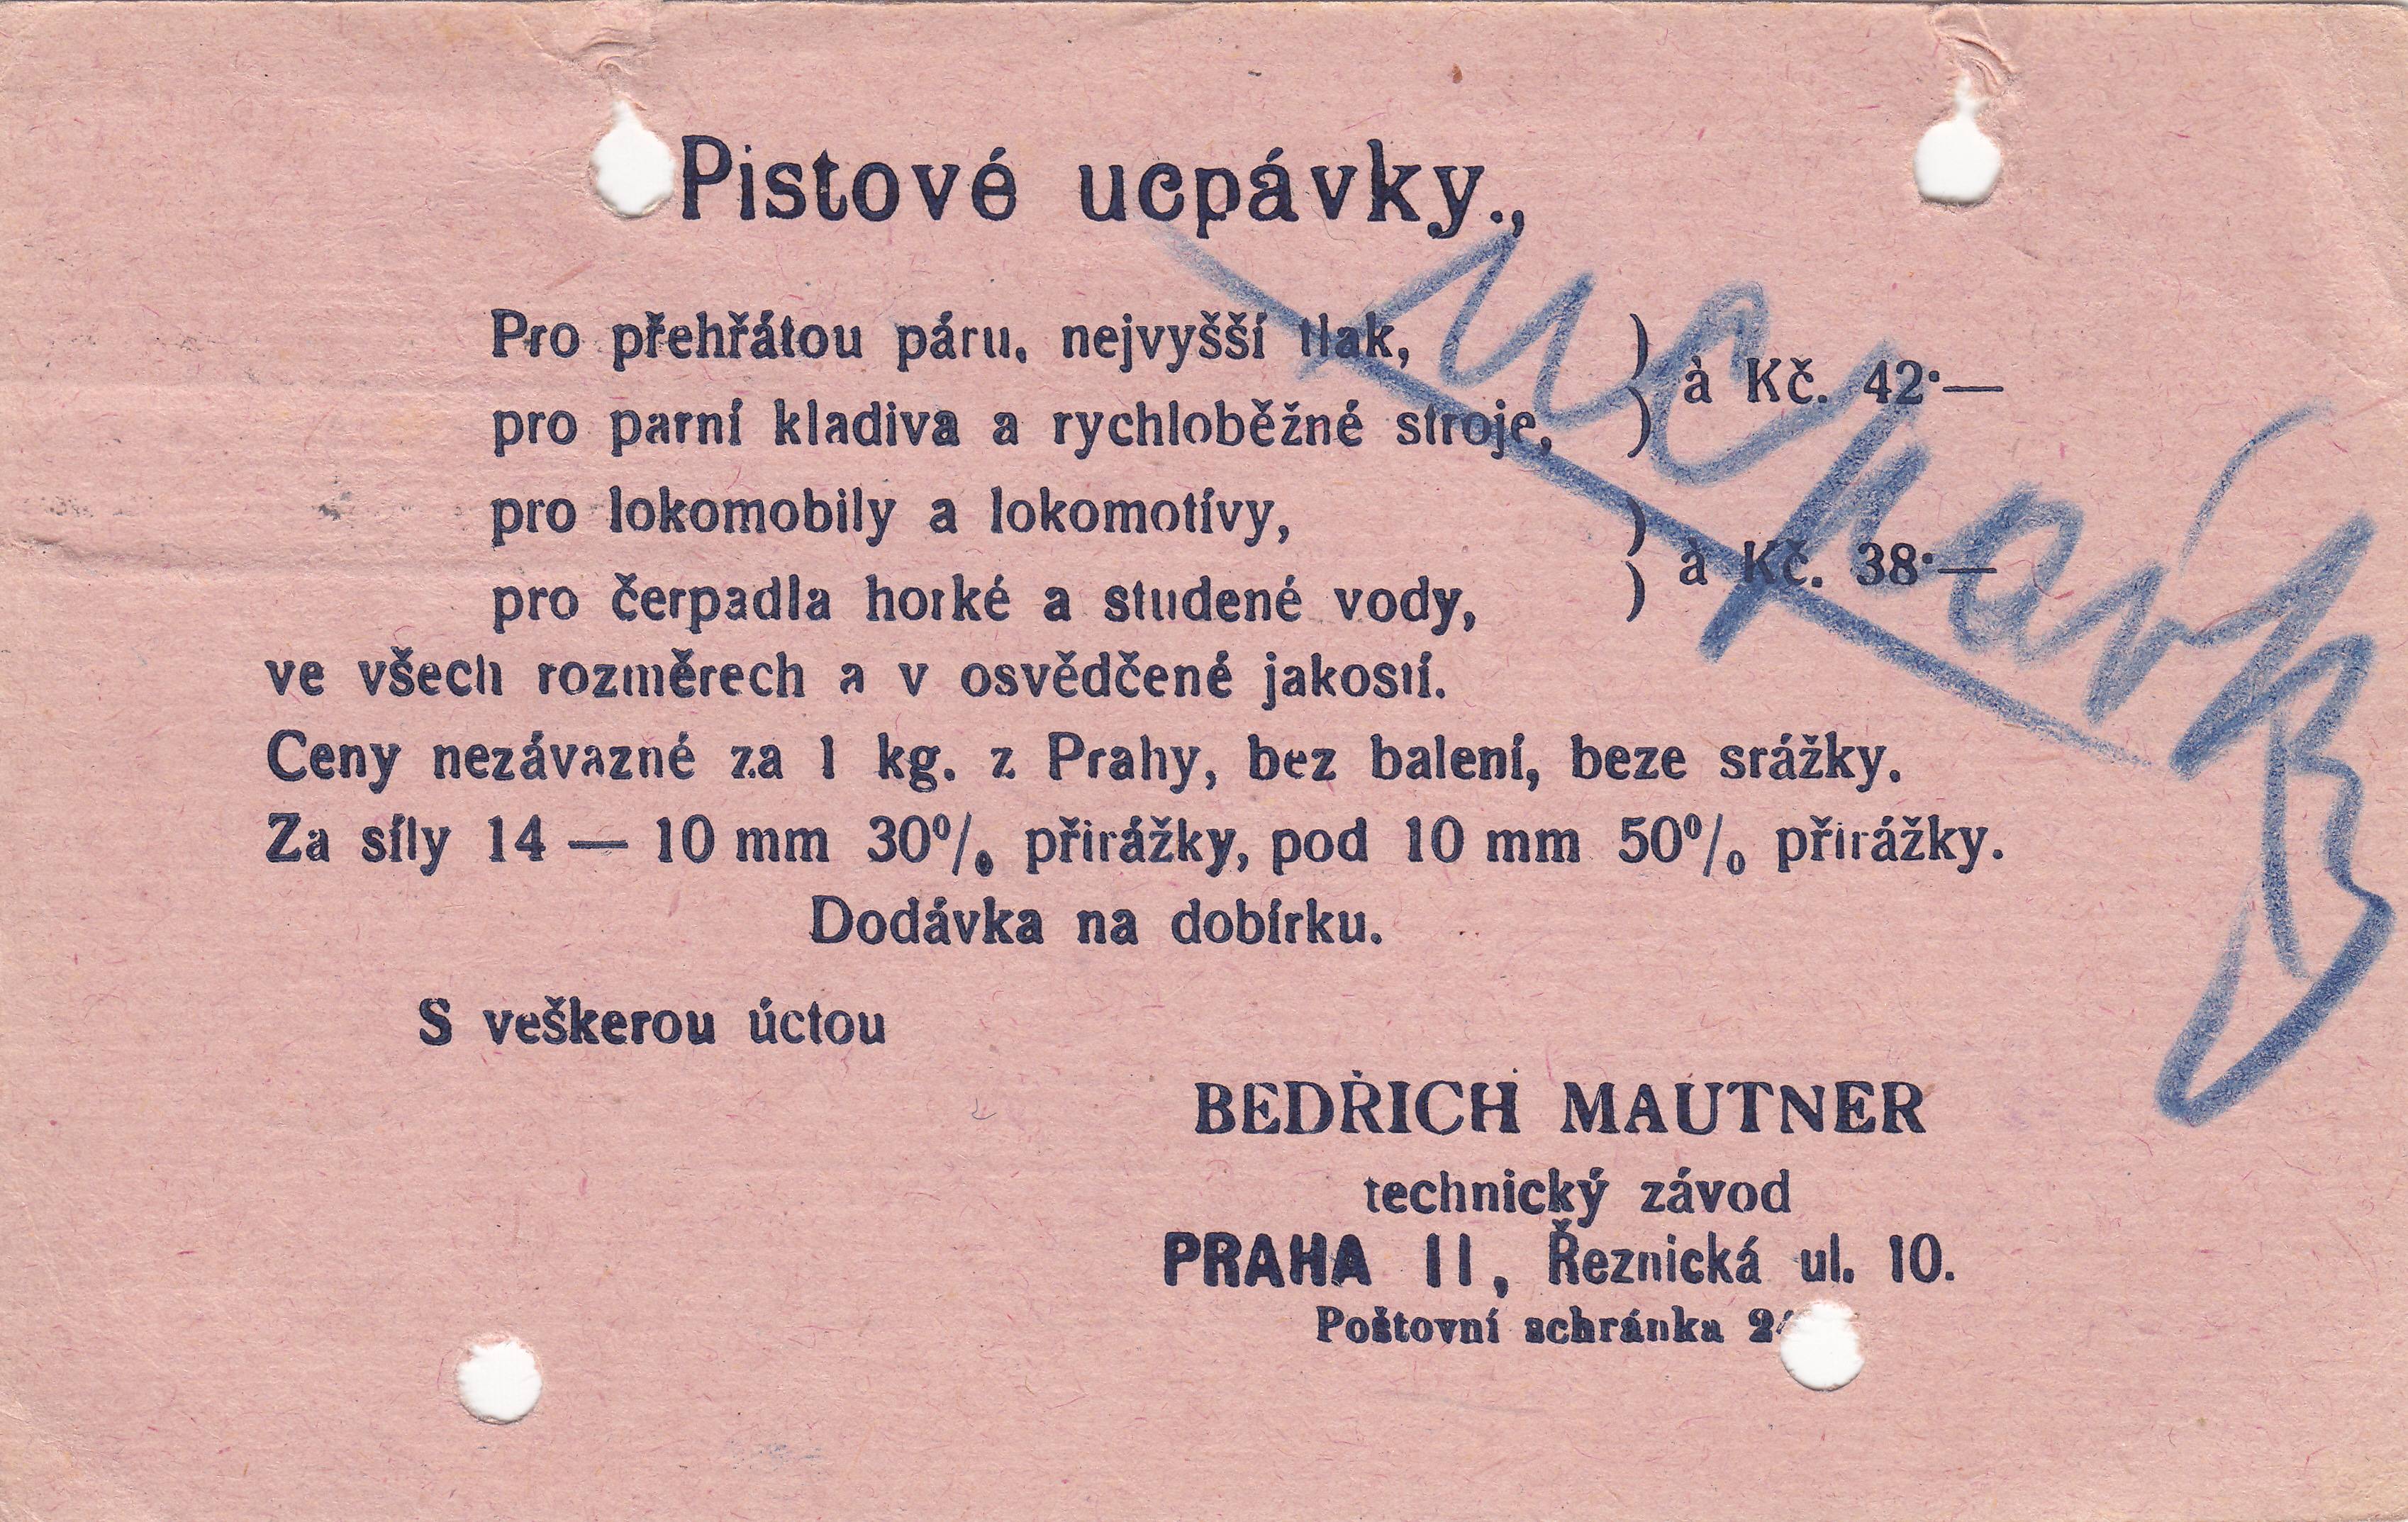 Pistové ucpávky.,
Pro přehřátou páru, nejvyšší tlak,
pro parní kladiva a rychloběžné stroje,
) ) à Kč. 42·—
pro lokomobily a lokomotívy,
pro čerpadla horké a studené vody,
) ) à Kč. 38·—
ve všech rozměrech a v osvědčené jakosti.
Ceny nezávazné za 1 kg. z Prahy, bez balení, beze srážky.
Za síly 14 — 10 mm 30% přirážky, pod 10 mm 50% přirážky.
Dodávka na dobírku.
S veškerou úctou
BEDŘICH MAUTNER
technický závod
PRAHA II, Řeznická ul. 10.
Poštovní schránka
ucpávky